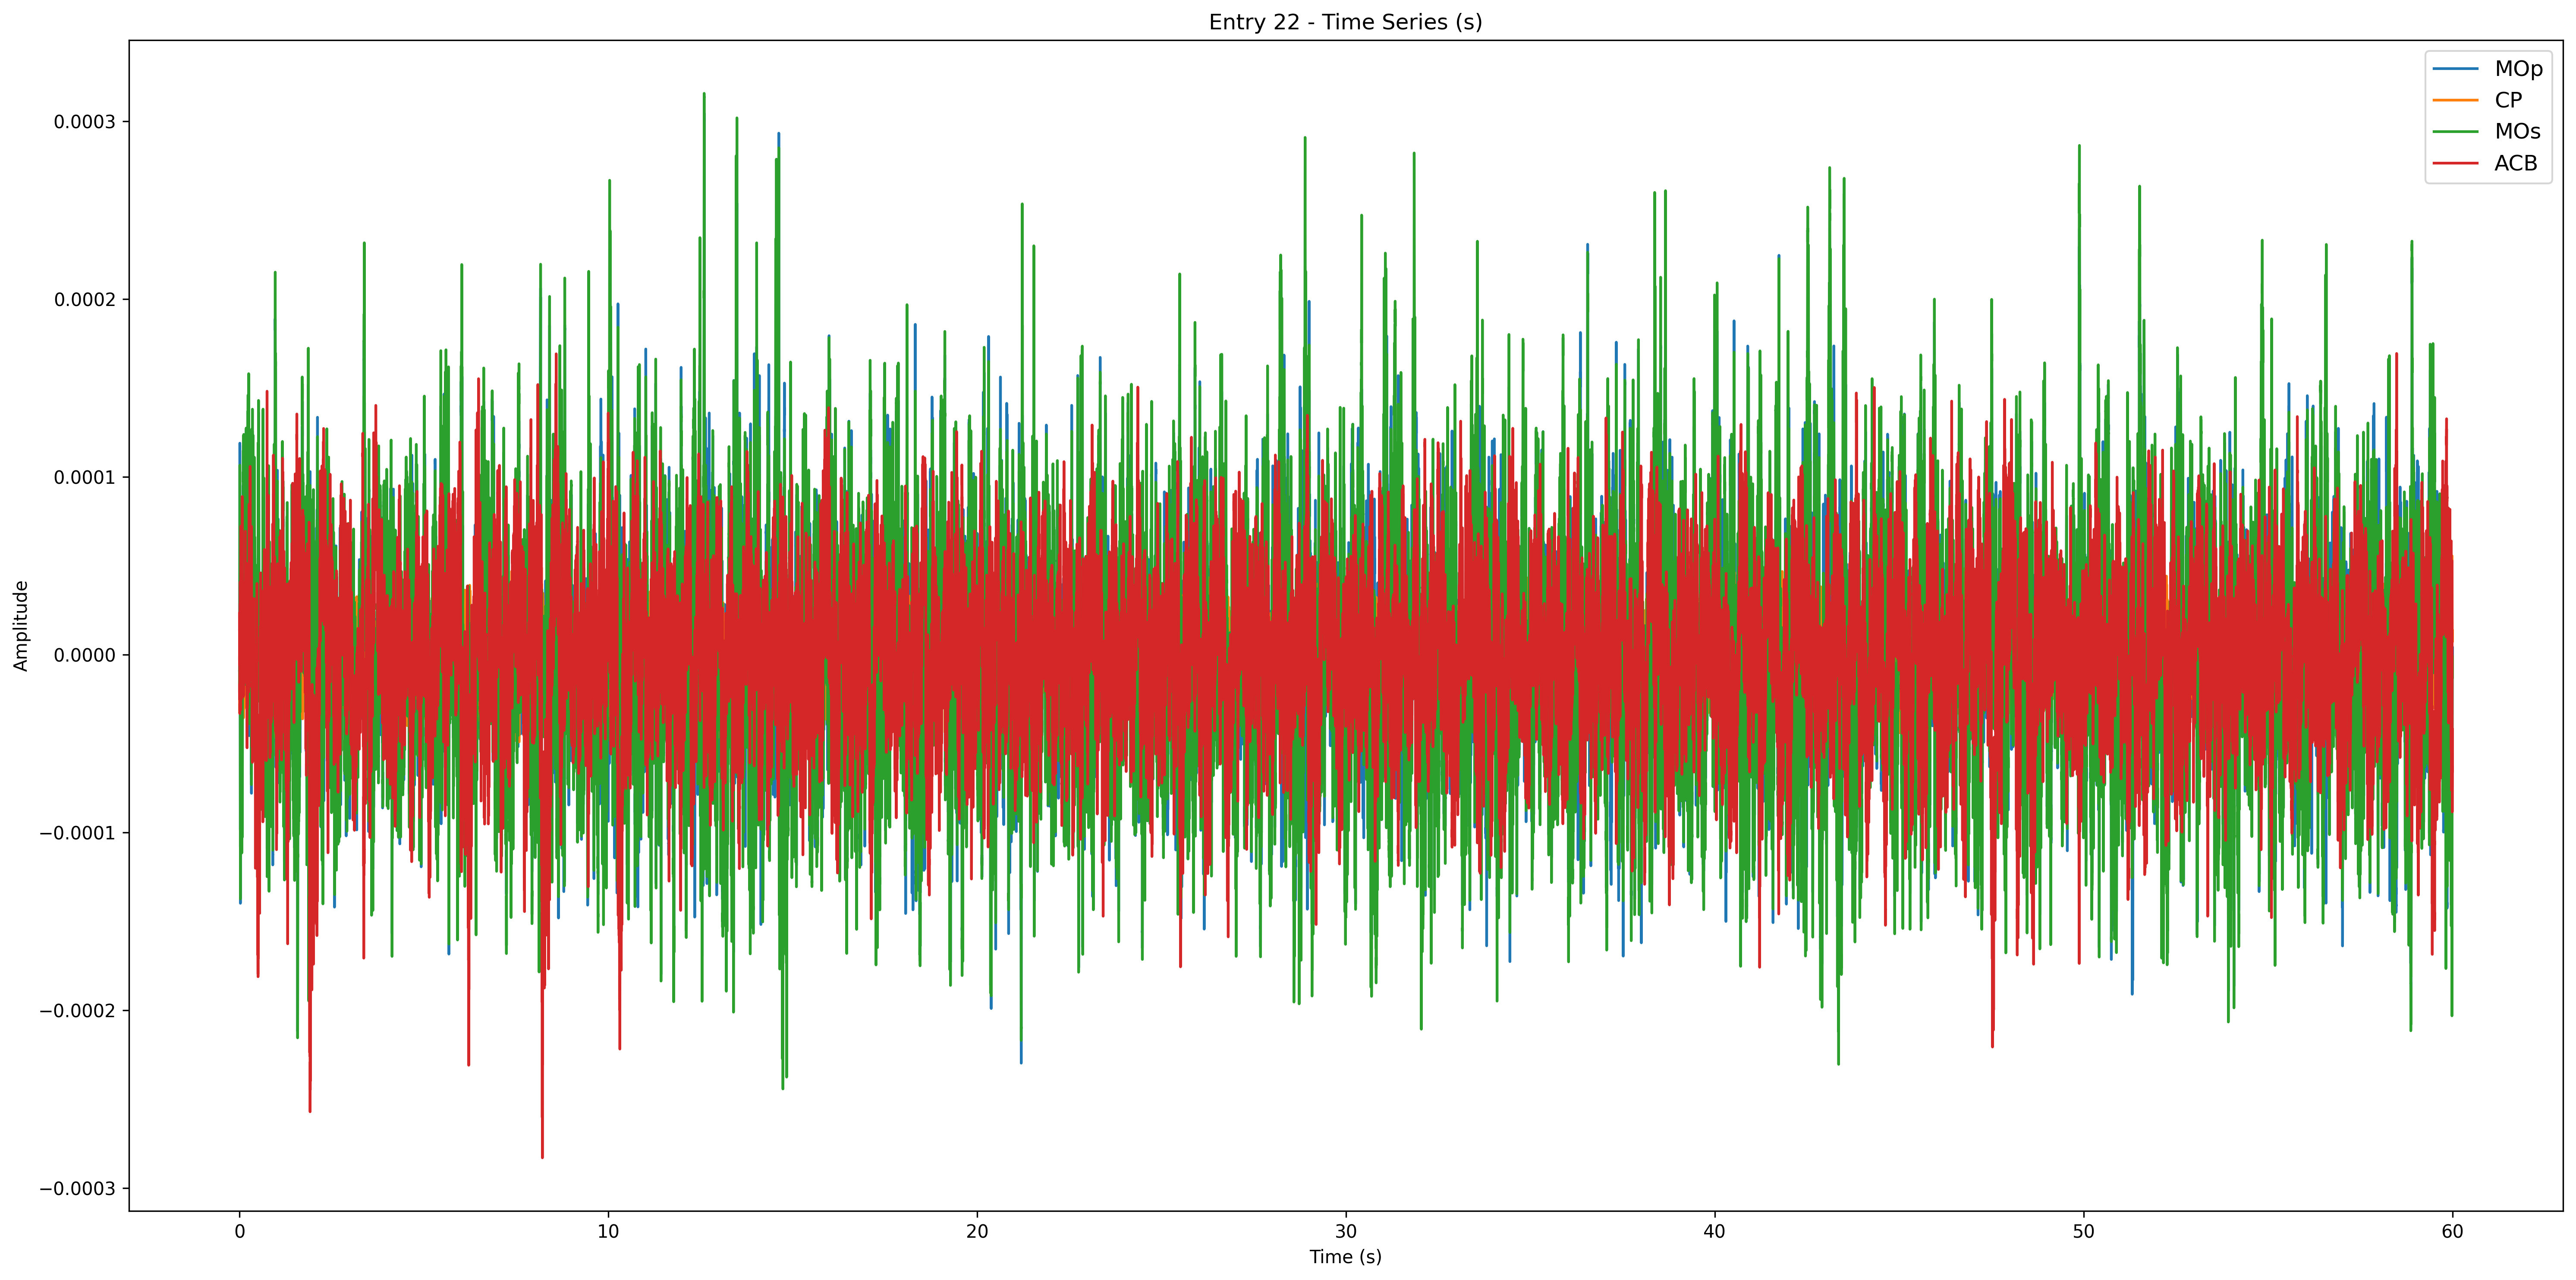 Entry 22 - Time Series (s)
MOp
CP
MOs
ACB
0.0003
0.0002
0.0001
0.0000
−0.0001
−0.0002
−0.0003
Amplitude
0 10 20 30 40 50 60
Time (s)